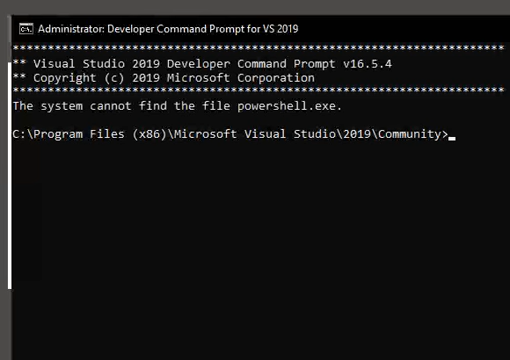 Administrator: Developer Command Prompt for VS 2019
**********************************************************************
** Visual Studio 2019 Developer Command Prompt v16.5.4
** Copyright (c) 2019 Microsoft Corporation
**********************************************************************
The system cannot find the file powershell.exe.
C:\Program Files (x86)\Microsoft Visual Studio\2019\Community>